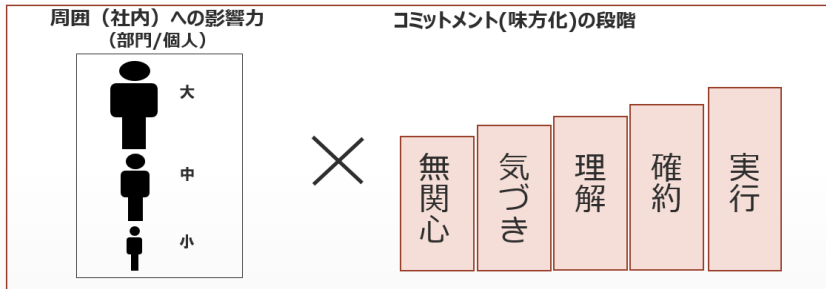 周囲（社内）への影響力
（部門/個人）
大
中
小
コミットメント(味方化)の段階
無関心
気づき
理解
確約
実行